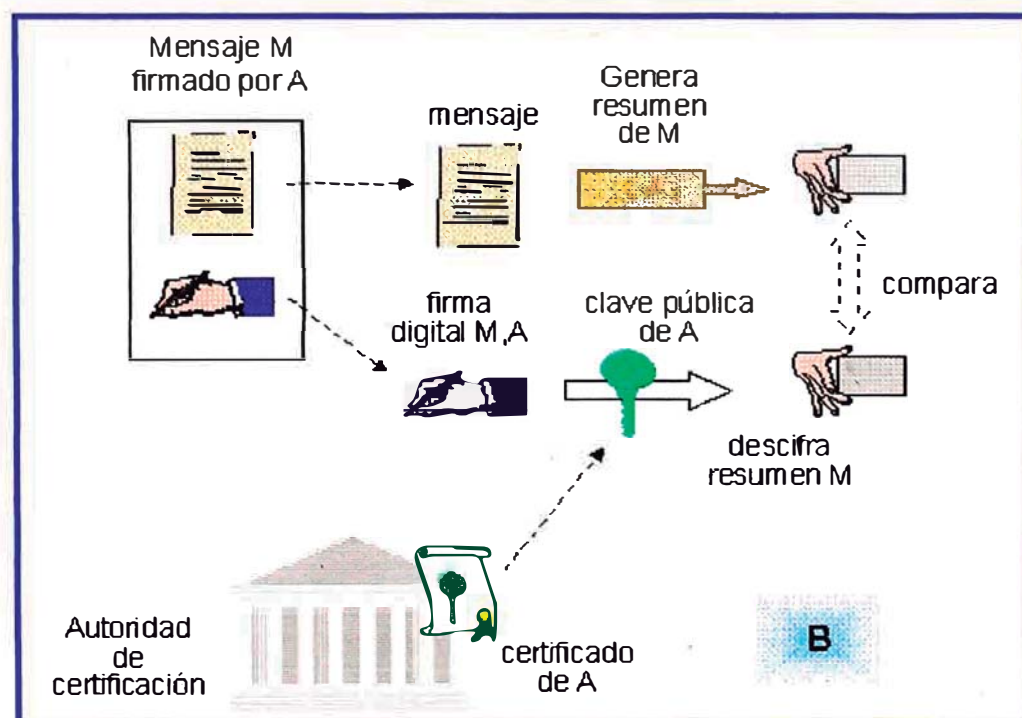 Mensaje M
firmado por A
mensaje
Genera
resumen
de M
compara
firma
digital M,A
clave pública
de A
descifra
resumen M
Autoridad
de
certificación
certificado
de A
B